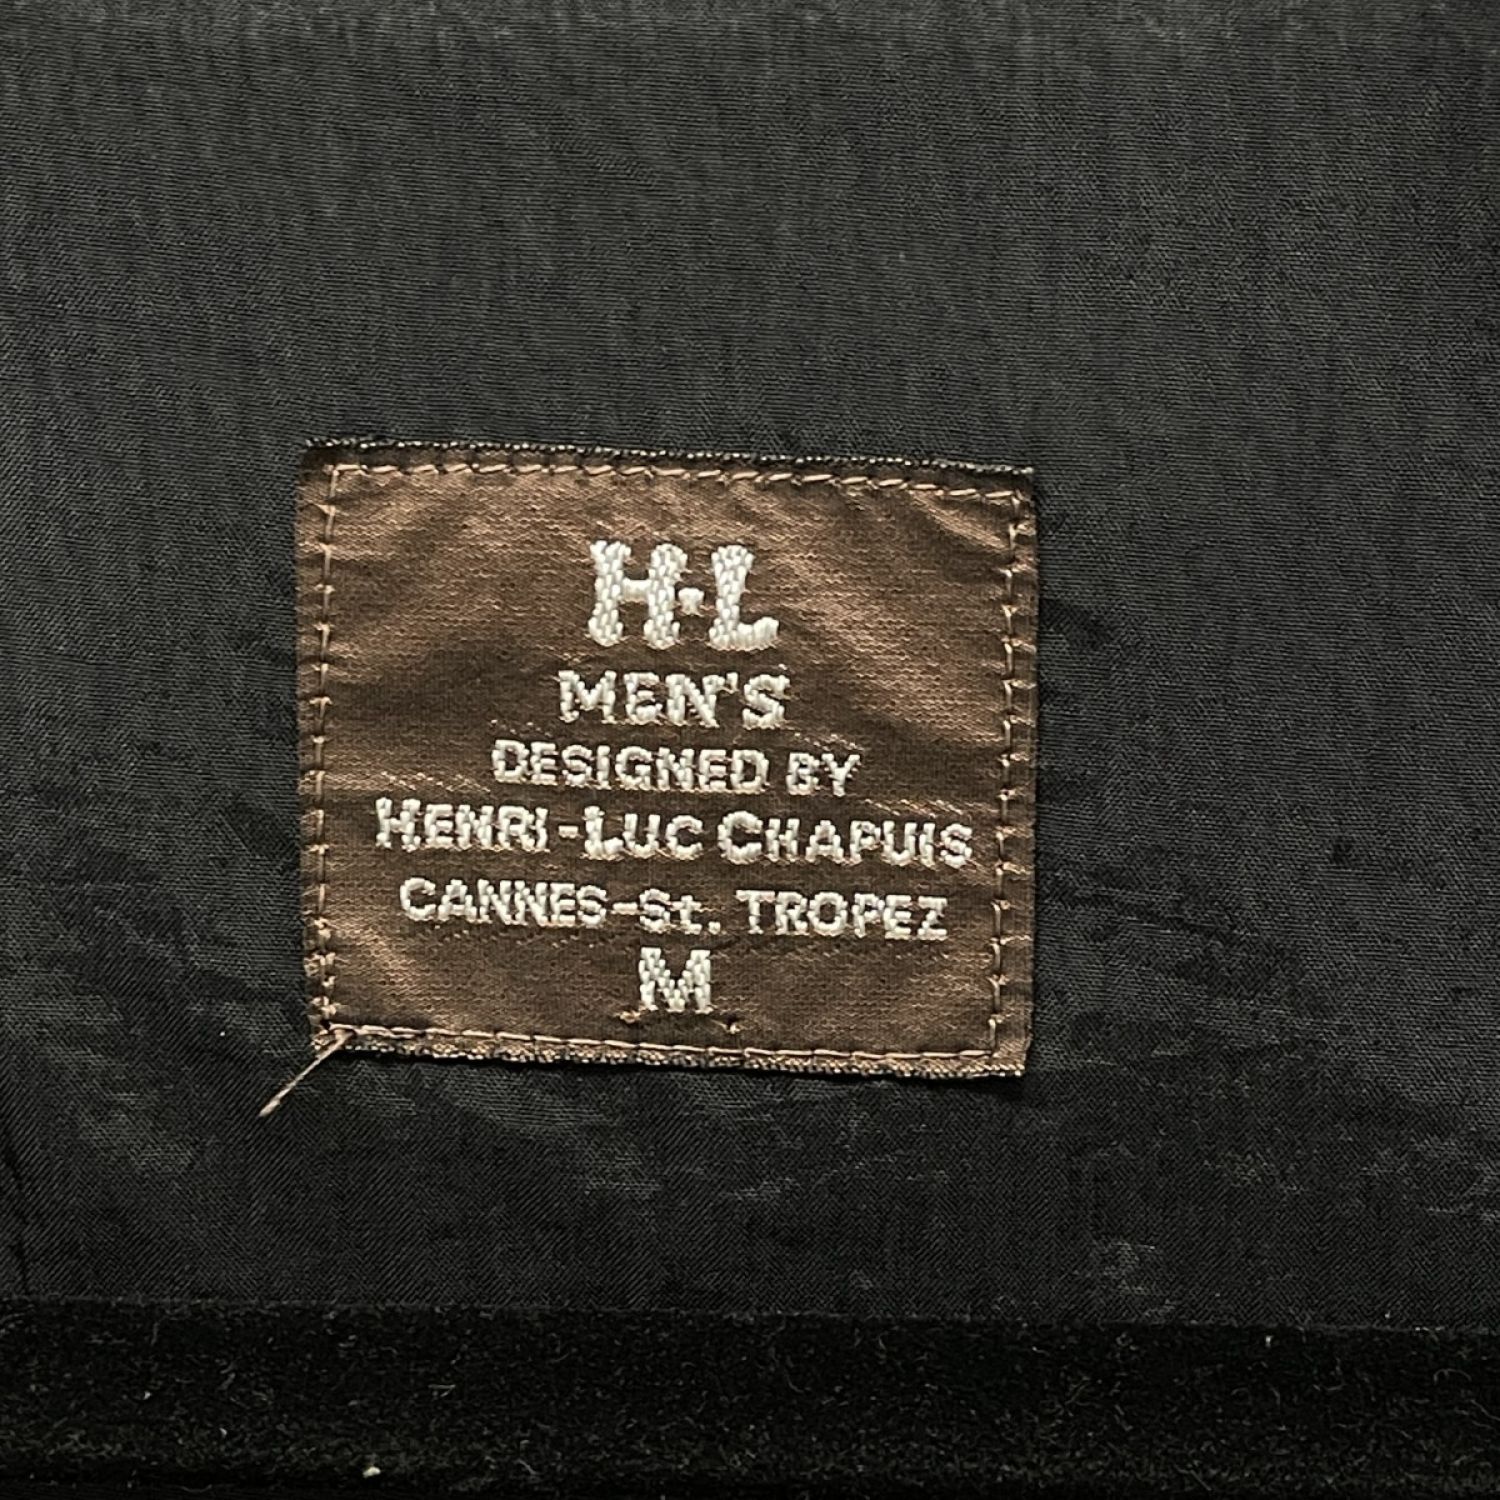 H·L
MEN'S
DESIGNED BY
HENRI-LUC CHAPUIS
CANNES-St. TROPEZ
M